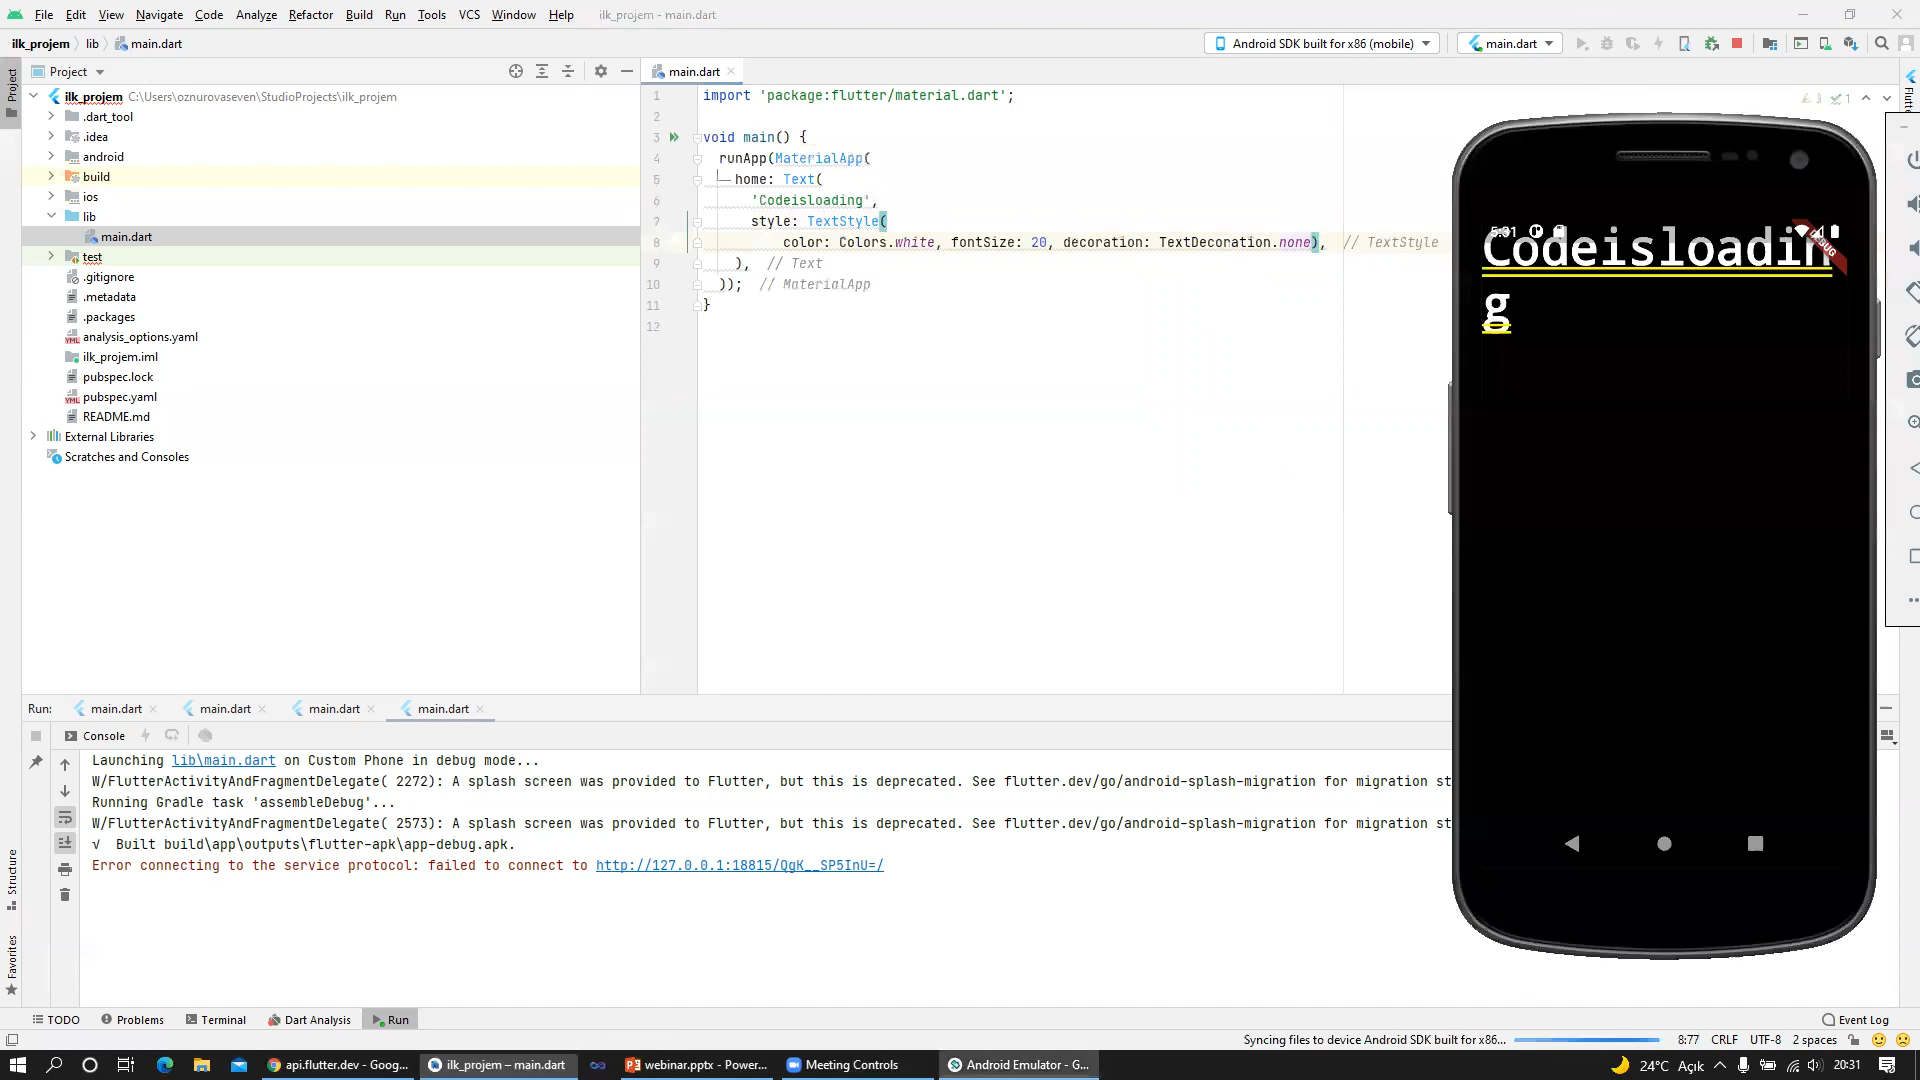 File Edit View Navigate Code Analyze Refactor Build Run Tools VCS Window Help ilk_projem - main.dart
ilk_projem lib main.dart
Android SDK built for x86 (mobile) main.dart
Project
main.dart
Project
ilk_projem C:\Users\oznurovaseven\StudioProjects\ilk_projem
.dart_tool
.idea
android
build
ios
lib
main.dart
test
.gitignore
.metadata
.packages
analysis_options.yaml
ilk_projem.iml
pubspec.lock
pubspec.yaml
README.md
External Libraries
Scratches and Consoles
1 import 'package:flutter/material.dart';
2
3 void main() {
4 runApp(MaterialApp(
5 home: Text(
6 'Codeisloading',
7 style: TextStyle(
8 color: Colors.white, fontSize: 20, decoration: TextDecoration.none), // TextStyle
9 ), // Text
10 )); // MaterialApp
11 }
12
3 1
5:31
DEBUG
Codeisloadin
g
Run: main.dart main.dart main.dart main.dart
Console
Launching lib\main.dart on Custom Phone in debug mode...
W/FlutterActivityAndFragmentDelegate( 2272): A splash screen was provided to Flutter, but this is deprecated. See flutter.dev/go/android-splash-migration for migration st
Running Gradle task 'assembleDebug'...
W/FlutterActivityAndFragmentDelegate( 2573): A splash screen was provided to Flutter, but this is deprecated. See flutter.dev/go/android-splash-migration for migration st
√ Built build\app\outputs\flutter-apk\app-debug.apk.
Error connecting to the service protocol: failed to connect to http://127.0.0.1:18815/QgK__SP5InU=/
Structure
Favorites
TODO Problems Terminal Dart Analysis Run Event Log
Syncing files to device Android SDK built for x86... 8:77 CRLF UTF-8 2 spaces
api.flutter.dev - Goog... ilk_projem – main.dart webinar.pptx - Power... Meeting Controls Android Emulator - G... 24°C Açık 20:31